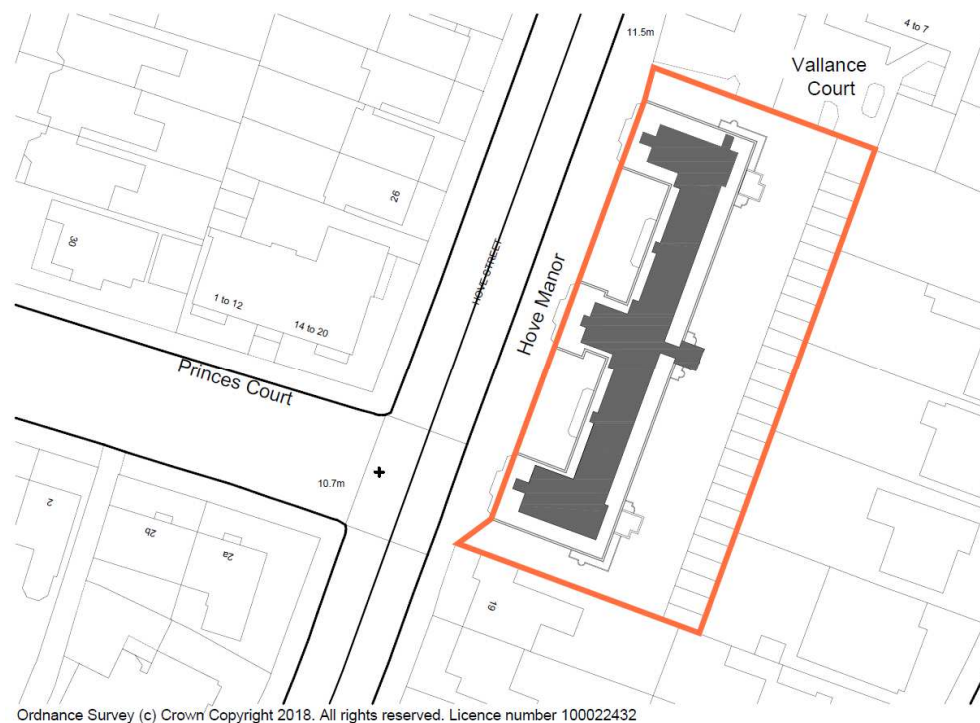 4 to 7
11.5m
Vallance
Court
26
30
HOVE STREET
Hove Manor
1 to 12
14 to 20
Princes Court
10.7m
2
2b
2a
19
Ordnance Survey (c) Crown Copyright 2018. All rights reserved. Licence number 100022432